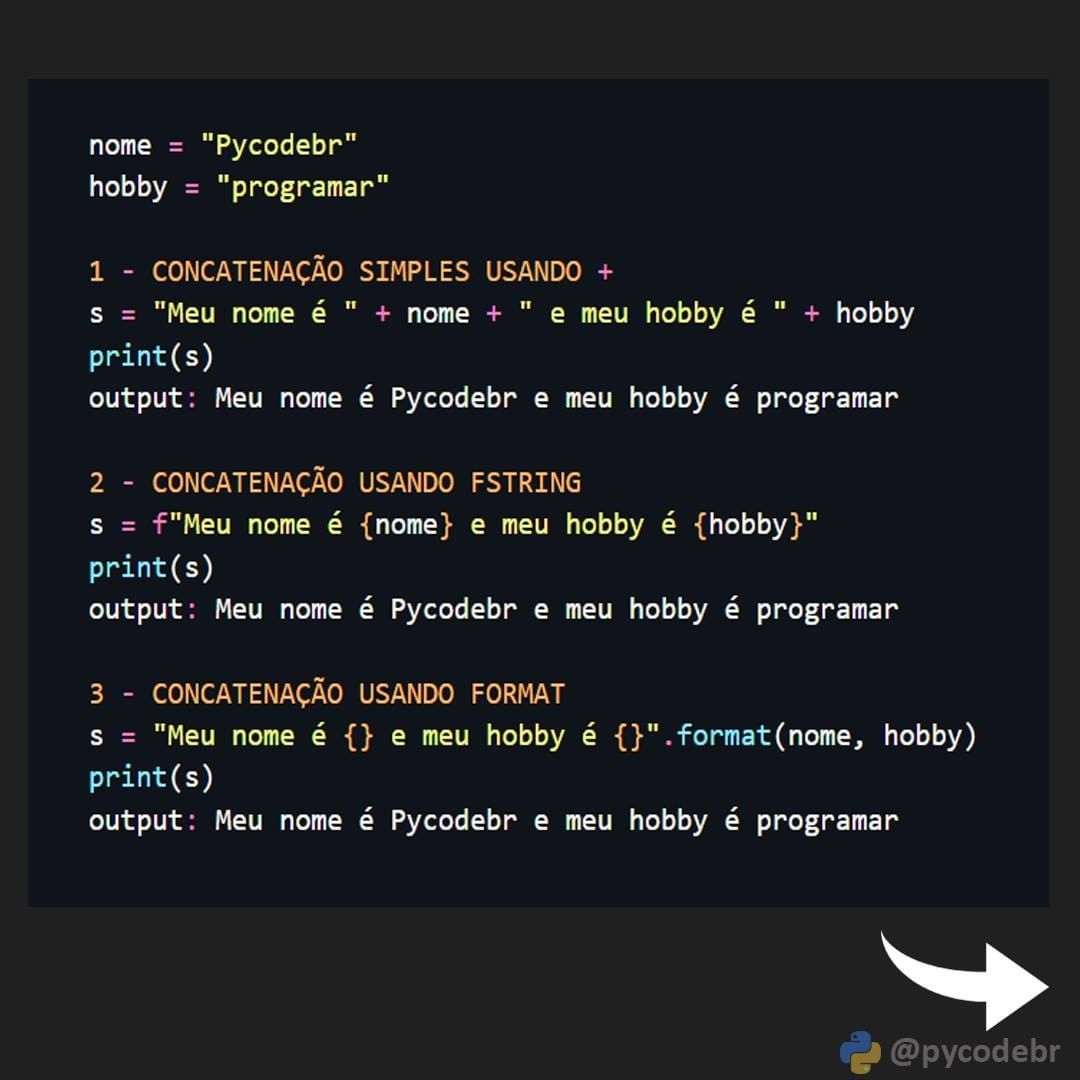 nome = "Pycodebr"
hobby = "programar"
1 - CONCATENAÇÃO SIMPLES USANDO +
s = "Meu nome é " + nome + " e meu hobby é " + hobby
print(s)
output: Meu nome é Pycodebr e meu hobby é programar
2 - CONCATENAÇÃO USANDO FSTRING
s = f"Meu nome é {nome} e meu hobby é {hobby}"
print(s)
output: Meu nome é Pycodebr e meu hobby é programar
3 - CONCATENAÇÃO USANDO FORMAT
s = "Meu nome é {} e meu hobby é {}".format(nome, hobby)
print(s)
output: Meu nome é Pycodebr e meu hobby é programar
@pycodebr